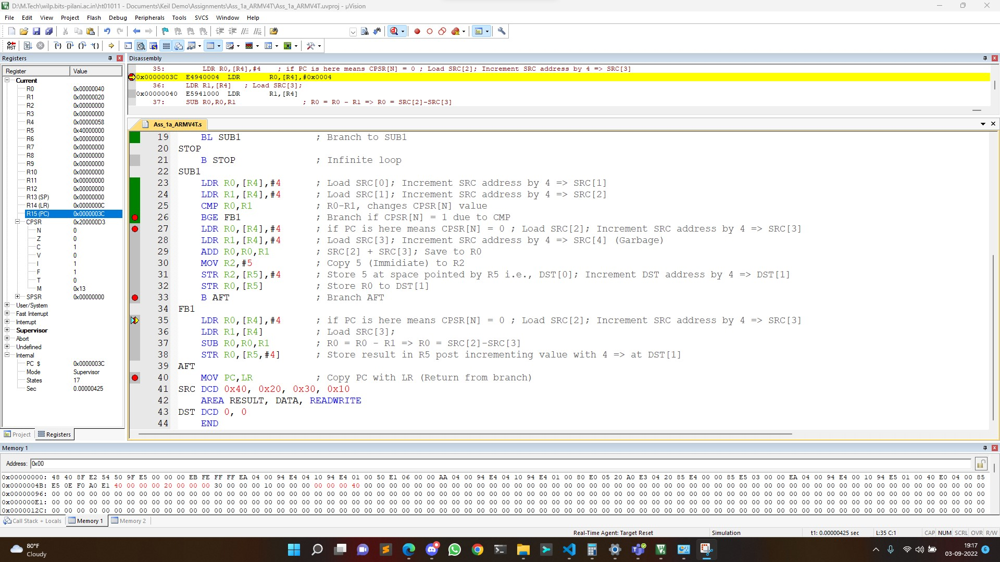 D:\M.Tech\wilp.bits-pilani.ac.in\ht01011 - Documents\Keil Demo\Assignments\Ass_1a_ARMV4T\Ass_1a_ARMV4T.uvproj - µVision
File Edit View Project Flash Debug Peripherals Tools SVCS Window Help
Registers
Register Value
Current
R0 0x00000040
R1 0x00000020
R2 0x00000000
R3 0x00000000
R4 0x00000058
R5 0x40000000
R6 0x00000000
R7 0x00000000
R8 0x00000000
R9 0x00000000
R10 0x00000000
R11 0x00000000
R12 0x00000000
R13 (SP) 0x00000000
R14 (LR) 0x0000000C
R15 (PC) 0x0000003C
CPSR 0x200000D3
N 0
Z 0
C 1
V 0
I 1
F 1
T 0
M 0x13
SPSR 0x00000000
User/System
Fast Interrupt
Interrupt
Supervisor
Abort
Undefined
Internal
PC $ 0x0000003C
Mode Supervisor
States 17
Sec 0.00000425
Project Registers
Disassembly
35: LDR R0,[R4],#4 ; if PC is here means CPSR[N] = 0 ; Load SRC[2]; Increment SRC address by 4 => SRC[3]
0x0000003C E4940004 LDR R0,[R4],#0x0004
36: LDR R1,[R4] ; Load SRC[3];
0x00000040 E5941000 LDR R1,[R4]
37: SUB R0,R0,R1 ; R0 = R0 - R1 => R0 = SRC[2]-SRC[3]
Ass_1a_ARMV4T.s
19 BL SUB1 ; Branch to SUB1
20 STOP
21 B STOP ; Infinite loop
22 SUB1
23 LDR R0,[R4],#4 ; Load SRC[0]; Increment SRC address by 4 => SRC[1]
24 LDR R1,[R4],#4 ; Load SRC[1]; Increment SRC address by 4 => SRC[2]
25 CMP R0,R1 ; R0-R1, changes CPSR[N] value
26 BGE FB1 ; Branch if CPSR[N] = 1 due to CMP
27 LDR R0,[R4],#4 ; if PC is here means CPSR[N] = 0 ; Load SRC[2]; Increment SRC address by 4 => SRC[3]
28 LDR R1,[R4],#4 ; Load SRC[3]; Increment SRC address by 4 => SRC[4] (Garbage)
29 ADD R0,R0,R1 ; SRC[2] + SRC[3]; Save to R0
30 MOV R2,#5 ; Copy 5 (Immidiate) to R2
31 STR R2,[R5],#4 ; Store 5 at space pointed by R5 i.e., DST[0]; Increment DST address by 4 => DST[1]
32 STR R0,[R5] ; Store R0 to DST[1]
33 B AFT ; Branch AFT
34 FB1
35 LDR R0,[R4],#4 ; if PC is here means CPSR[N] = 0 ; Load SRC[2]; Increment SRC address by 4 => SRC[3]
36 LDR R1,[R4] ; Load SRC[3];
37 SUB R0,R0,R1 ; R0 = R0 - R1 => R0 = SRC[2]-SRC[3]
38 STR R0,[R5,#4] ; Store result in R5 post incrementing value with 4 => at DST[1]
39 AFT
40 MOV PC,LR ; Copy PC with LR (Return from branch)
41 SRC DCD 0x40, 0x20, 0x30, 0x10
42 AREA RESULT, DATA, READWRITE
43 DST DCD 0, 0
44 END
Memory 1
Address: 0x00
0x00000000: 48 40 8F E2 54 50 9F E5 00 00 00 EB FE FF FF EA 04 00 94 E4 04 10 94 E4 01 00 50 E1 06 00 00 AA 04 00 94 E4 04 10 94 E4 01 00 80 E0 05 20 A0 E3 04 20 85 E4 00 00 85 E5 03 00 00 EA 04 00 94 E4 00 10 94 E5 01 00 40 E0 04 00 85
0x0000004B: E5 0E F0 A0 E1 40 00 00 00 20 00 00 00 30 00 00 00 10 00 00 00 00 00 00 40 00 00 00 00 00 00 00 00 00 00 00 00 00 00 00 00 00 00 00 00 00 00 00 00 00 00 00 00 00 00 00 00 00 00 00 00 00 00 00 00 00 00 00 00 00 00 00 00 00 00
0x00000096: 00 00 00 00 00 00 00 00 00 00 00 00 00 00 00 00 00 00 00 00 00 00 00 00 00 00 00 00 00 00 00 00 00 00 00 00 00 00 00 00 00 00 00 00 00 00 00 00 00 00 00 00 00 00 00 00 00 00 00 00 00 00 00 00 00 00 00 00 00 00 00 00 00 00 00
0x000000E1: 00 00 00 00 00 00 00 00 00 00 00 00 00 00 00 00 00 00 00 00 00 00 00 00 00 00 00 00 00 00 00 00 00 00 00 00 00 00 00 00 00 00 00 00 00 00 00 00 00 00 00 00 00 00 00 00 00 00 00 00 00 00 00 00 00 00 00 00 00 00 00 00 00 00 00
0x0000012C: 00 00 00 00 00 00 00 00 00 00 00 00 00 00 00 00 00 00 00 00 00 00 00 00 00 00 00 00 00 00 00 00 00 00 00 00 00 00 00 00 00 00 00 00 00 00 00 00 00 00 00 00 00 00 00 00 00 00 00 00 00 00 00 00 00 00 00 00 00 00 00 00 00 00 00
Call Stack + Locals Memory 1 Memory 2
Real-Time Agent: Target Reset Simulation t1: 0.00000425 sec L:35 C:1 CAP NUM SCRL OVR R/W
80°F
Cloudy
19:17
03-09-2022
6